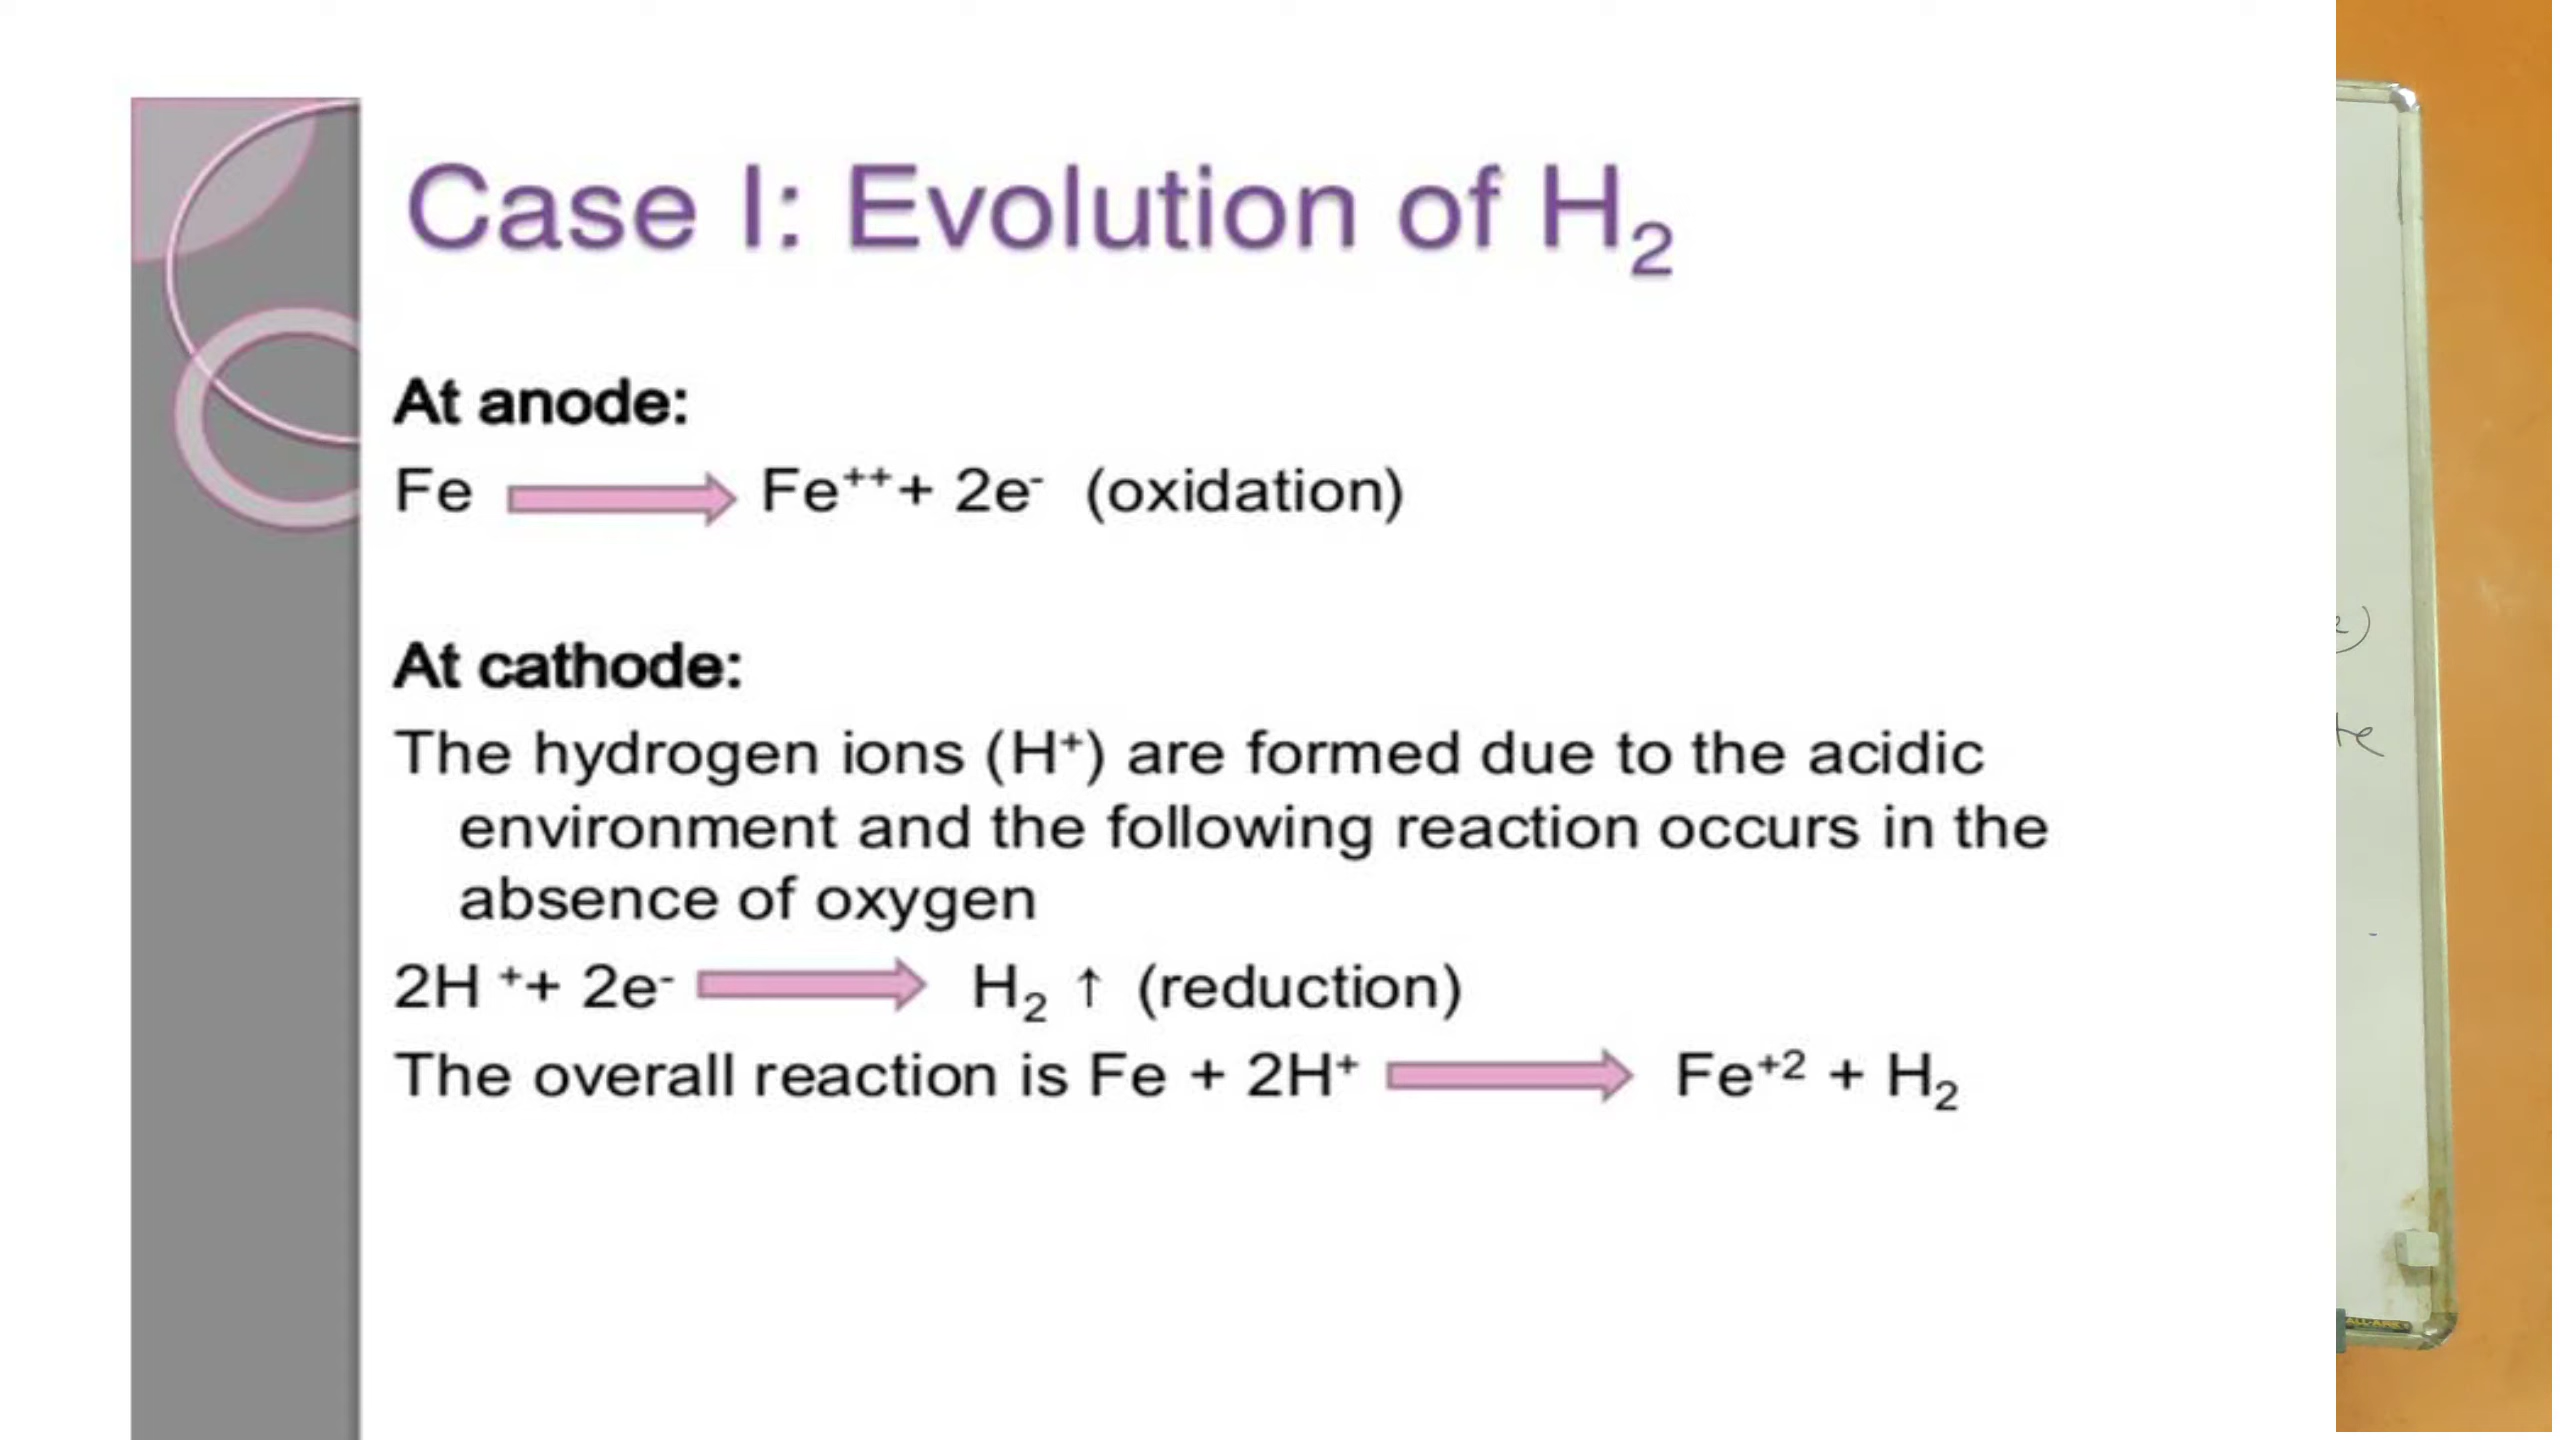 Case I: Evolution of H₂
At anode:
Fe → Fe⁺⁺+ 2e⁻ (oxidation)
At cathode:
The hydrogen ions (H⁺) are formed due to the acidic
environment and the following reaction occurs in the
absence of oxygen
2H ⁺+ 2e⁻ → H₂ ↑ (reduction)
The overall reaction is Fe + 2H⁺ → Fe⁺² + H₂